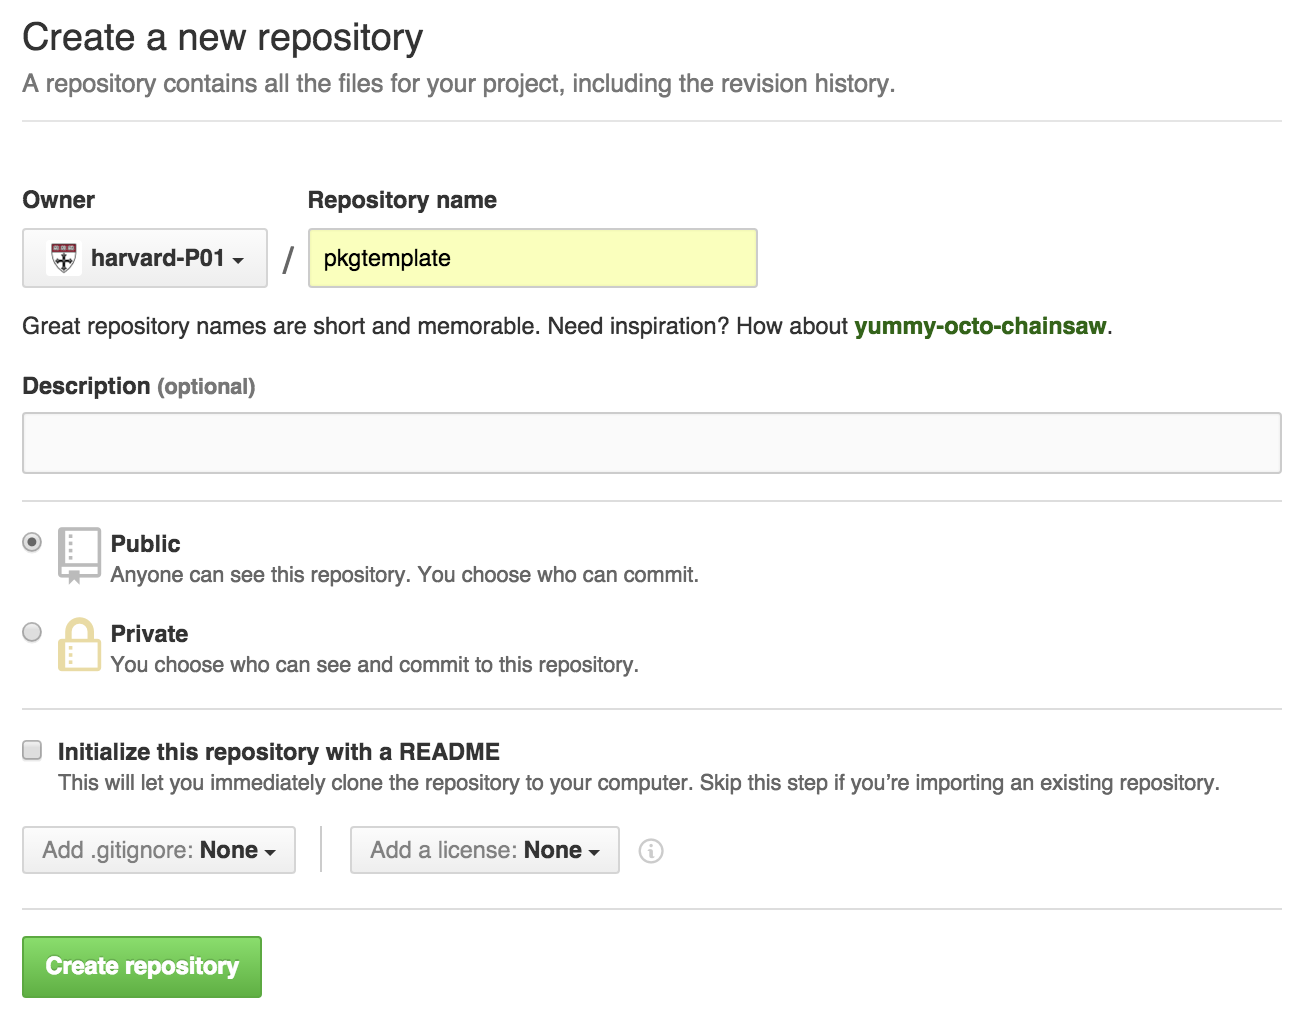 Create a new repository
A repository contains all the files for your project, including the revision history.
Owner
Repository name
harvard-P01
/
pkgtemplate
Great repository names are short and memorable. Need inspiration? How about yummy-octo-chainsaw.
Description (optional)
Public
Anyone can see this repository. You choose who can commit.
Private
You choose who can see and commit to this repository.
Initialize this repository with a README
This will let you immediately clone the repository to your computer. Skip this step if you’re importing an existing repository.
Add .gitignore: None
Add a license: None
Create repository